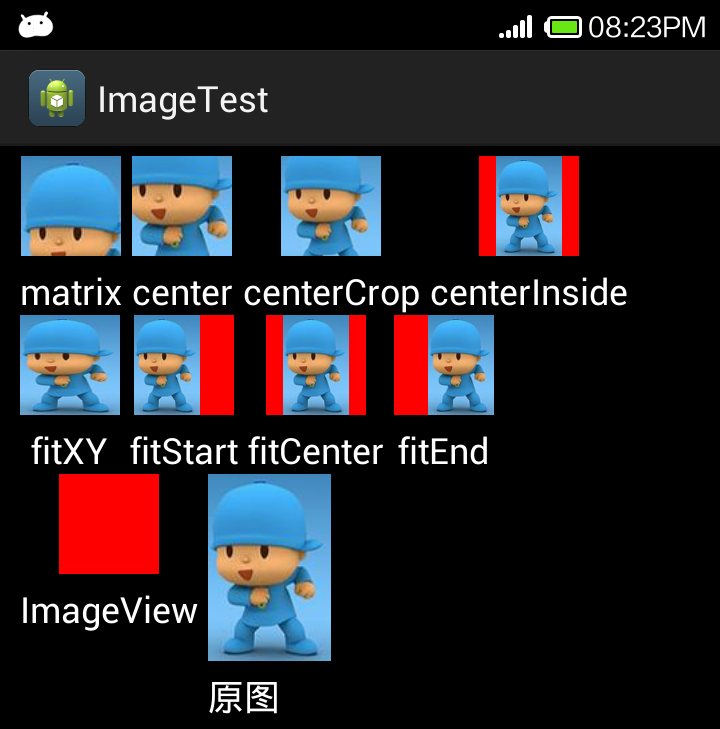 08:23PM
ImageTest
matrix center centerCrop centerInside
fitXY fitStart fitCenter fitEnd
ImageView
原图